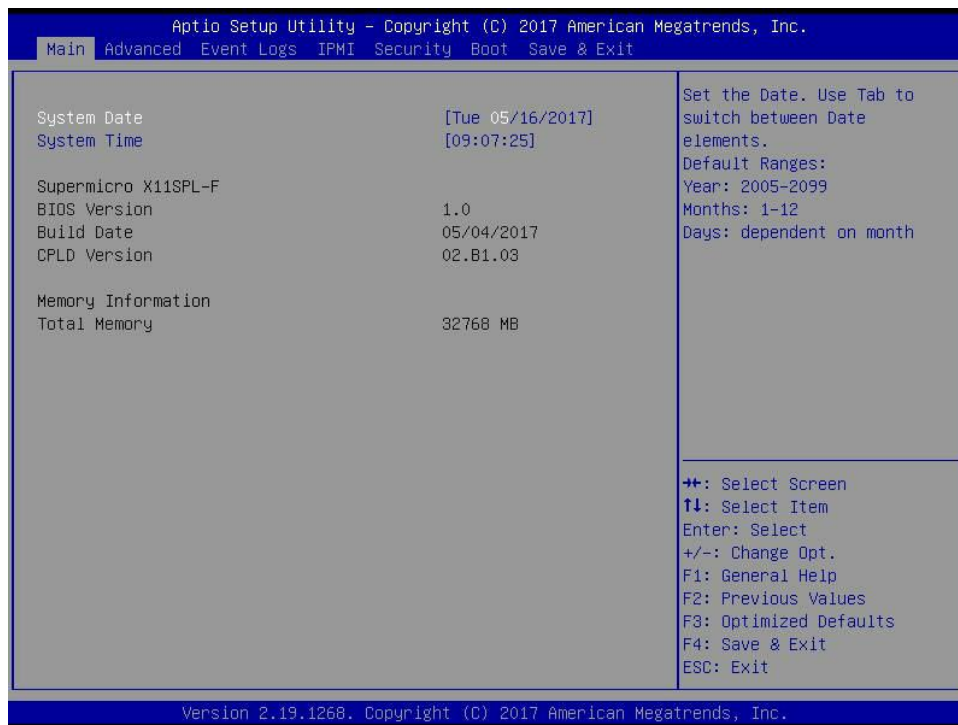 Aptio Setup Utility – Copyright (C) 2017 American Megatrends, Inc.
Main Advanced Event Logs IPMI Security Boot Save & Exit
System Date [Tue 05/16/2017]
System Time [09:07:25]
Supermicro X11SPL-F
BIOS Version 1.0
Build Date 05/04/2017
CPLD Version 02.B1.03
Memory Information
Total Memory 32768 MB
Set the Date. Use Tab to
switch between Date
elements.
Default Ranges:
Year: 2005-2099
Months: 1-12
Days: dependent on month
→←: Select Screen
↑↓: Select Item
Enter: Select
+/-: Change Opt.
F1: General Help
F2: Previous Values
F3: Optimized Defaults
F4: Save & Exit
ESC: Exit
Version 2.19.1268. Copyright (C) 2017 American Megatrends, Inc.